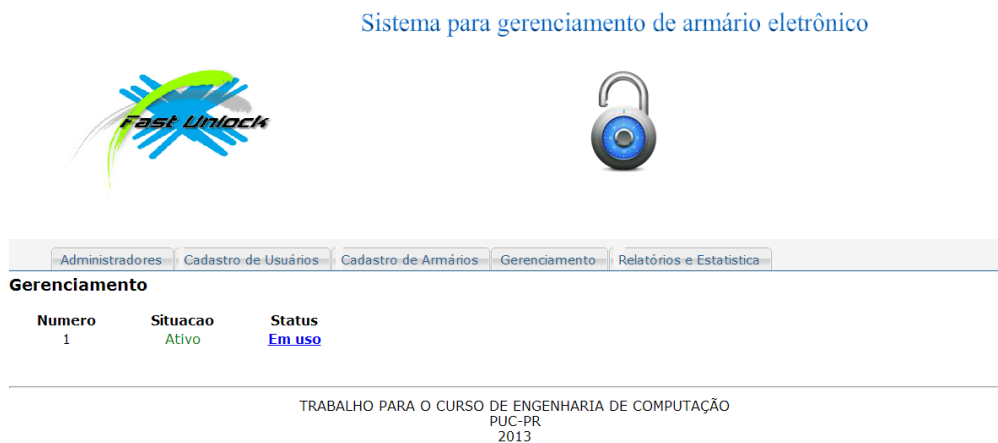 Sistema para gerenciamento de armário eletrônico
Fast Unlock
Administradores Cadastro de Usuários Cadastro de Armários Gerenciamento Relatórios e Estatistica
Gerenciamento
Numero Situacao Status
1 Ativo Em uso
TRABALHO PARA O CURSO DE ENGENHARIA DE COMPUTAÇÃO
PUC-PR
2013